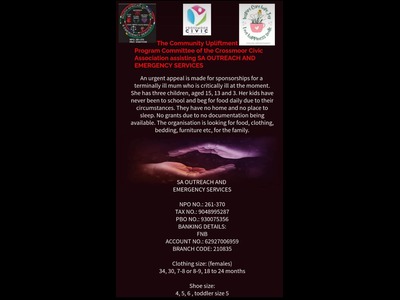 CROSSMOOR
CIVIC
The Community Upliftment
Program Committee of the Crossmoor Civic
Association assisting SA OUTREACH AND
EMERGENCY SERVICES
An urgent appeal is made for sponsorships for a
terminally ill mum who is critically ill at the moment.
She has three children, aged 15, 13 and 3. Her kids have
never been to school and beg for food daily due to their
circumstances. They have no home and no place to
sleep. No grants due to no documentation being
available. The organisation is looking for food, clothing,
bedding, furniture etc, for the family.
SA OUTREACH AND
EMERGENCY SERVICES
NPO NO.: 261-370
TAX NO.: 9048995287
PBO NO.: 930075356
BANKING DETAILS:
FNB
ACCOUNT NO.: 62927006959
BRANCH CODE: 210835
Clothing size: (females)
34, 30, 7-8 or 8-9, 18 to 24 months
Shoe size:
4, 5, 6 , toddler size 5